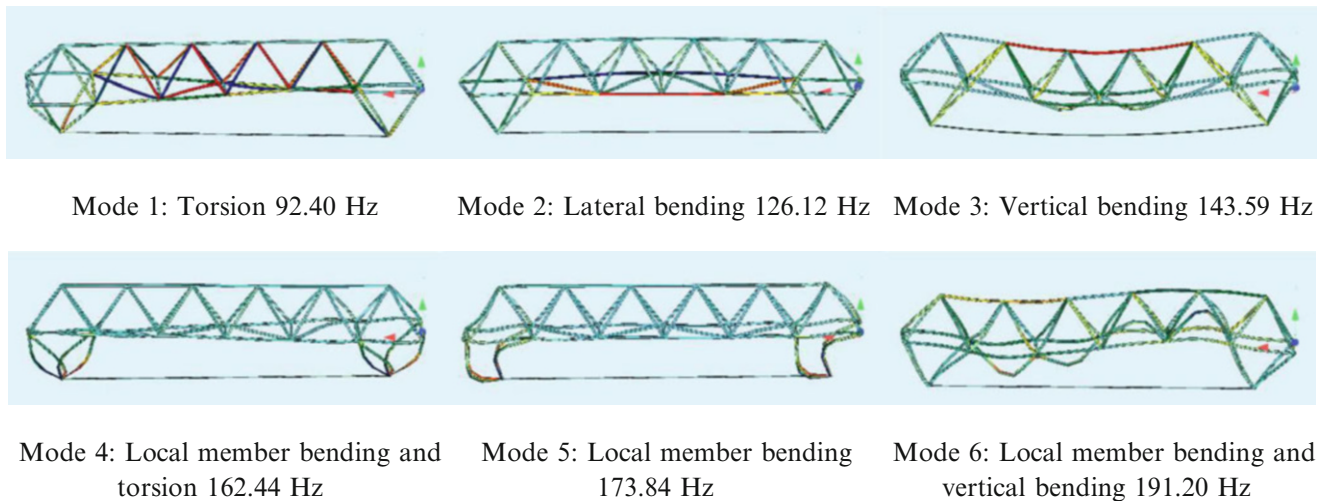 Mode 1: Torsion 92.40 Hz
Mode 2: Lateral bending 126.12 Hz
Mode 3: Vertical bending 143.59 Hz
Mode 4: Local member bending and
torsion 162.44 Hz
Mode 5: Local member bending
173.84 Hz
Mode 6: Local member bending and
vertical bending 191.20 Hz